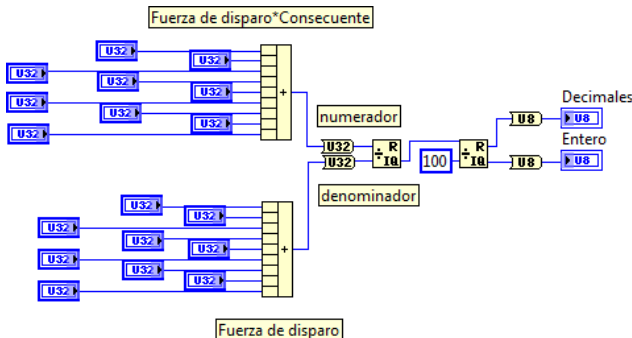 Fuerza de disparo*Consecuente
U32
U32
U32
U32
U32
U32
U32
U32
U32
+
numerador
U32
U32
R
÷ IQ
100
R
÷ IQ
Decimales
U8 U8
Entero
U8 U8
denominador
U32
U32
U32
U32
U32
U32
U32
U32
U32
+
Fuerza de disparo